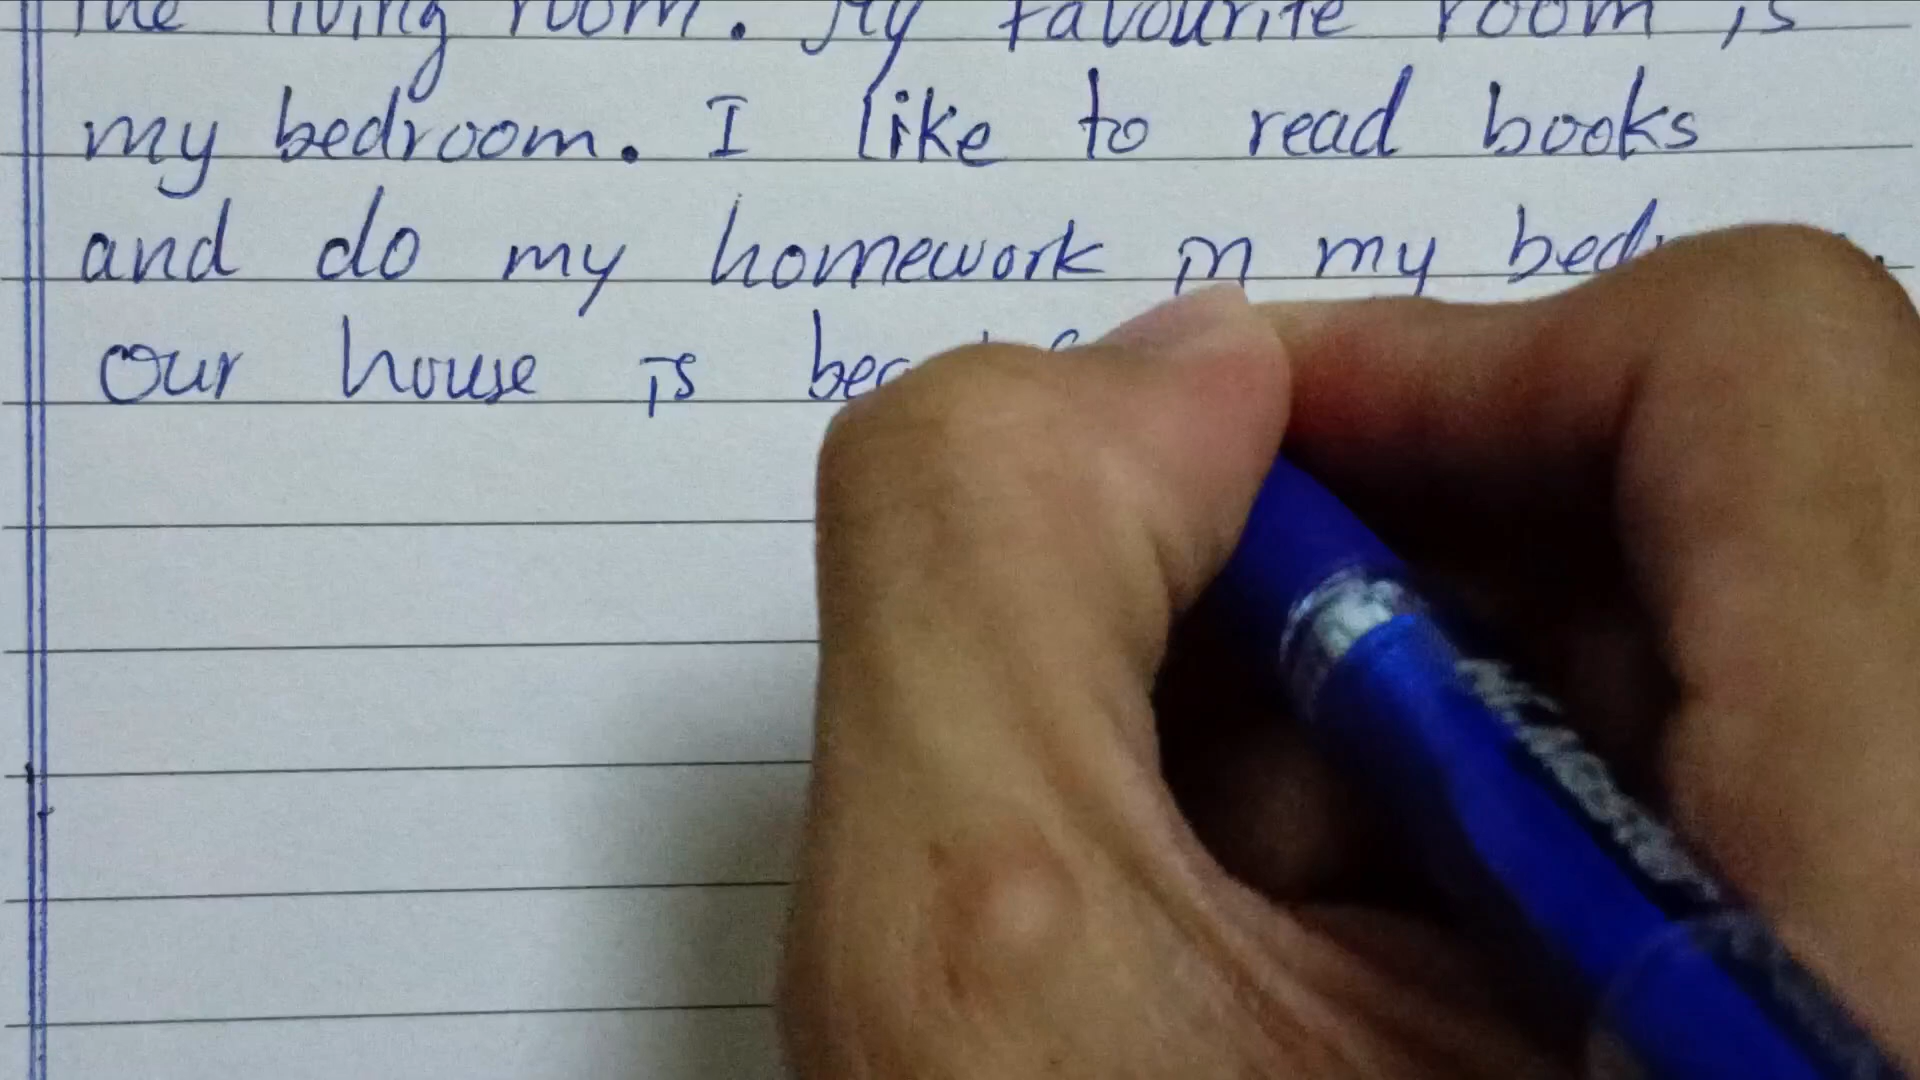 the living room. My favourite room is
my bedroom. I like to read books
and do my homework in my
our house is